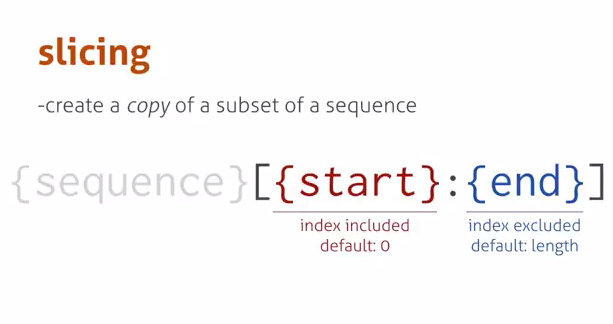 slicing
-create a copy of a subset of a sequence
{sequence}[{start}:{end}]
index included
default: 0
index excluded
default: length